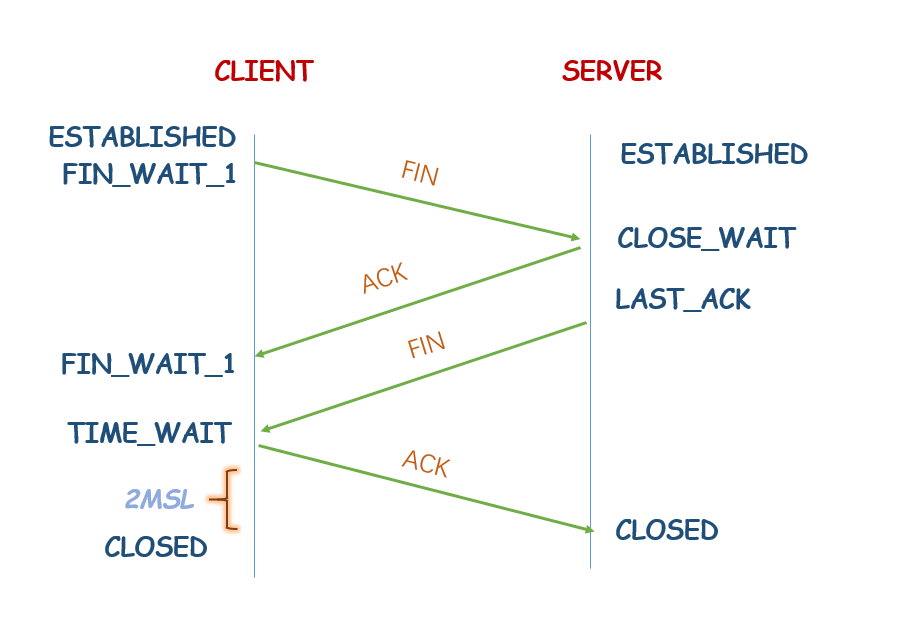 CLIENT
SERVER
ESTABLISHED
ESTABLISHED
FIN_WAIT_1
FIN
CLOSE_WAIT
ACK
LAST_ACK
FIN
FIN_WAIT_1
TIME_WAIT
ACK
2MSL
CLOSED
CLOSED